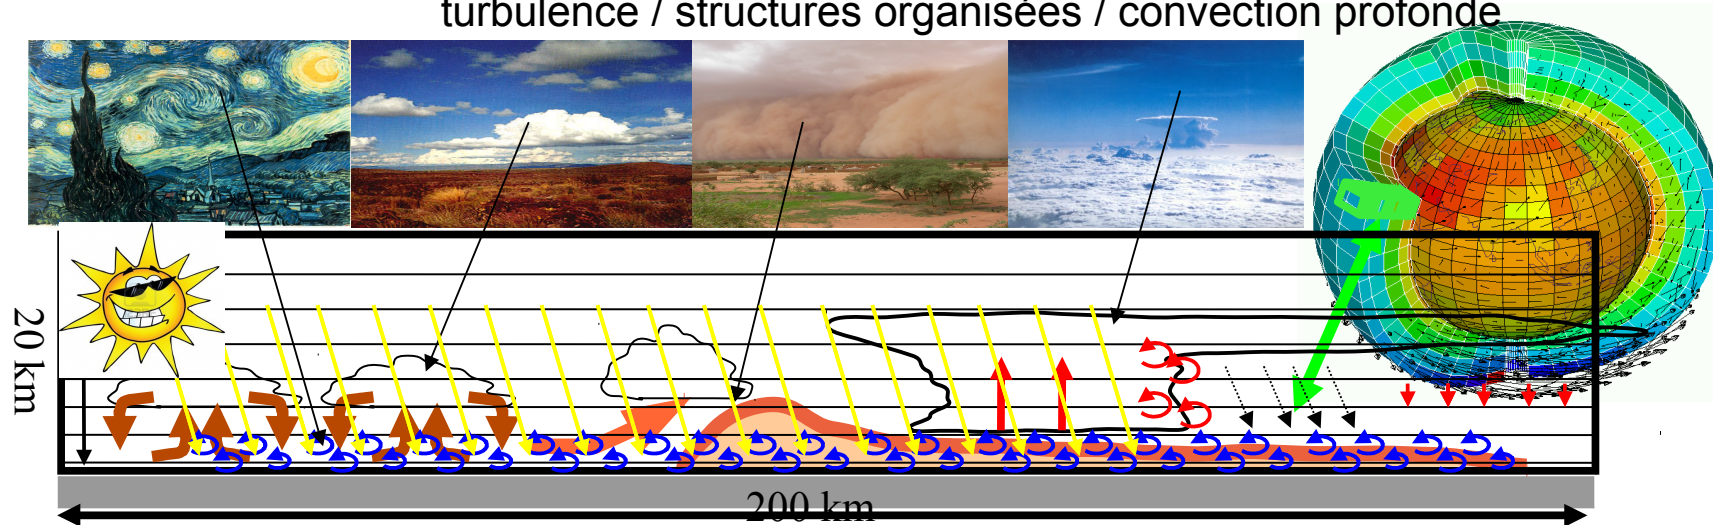 turbulence / structures organisées / convection profonde
20 km
200 km